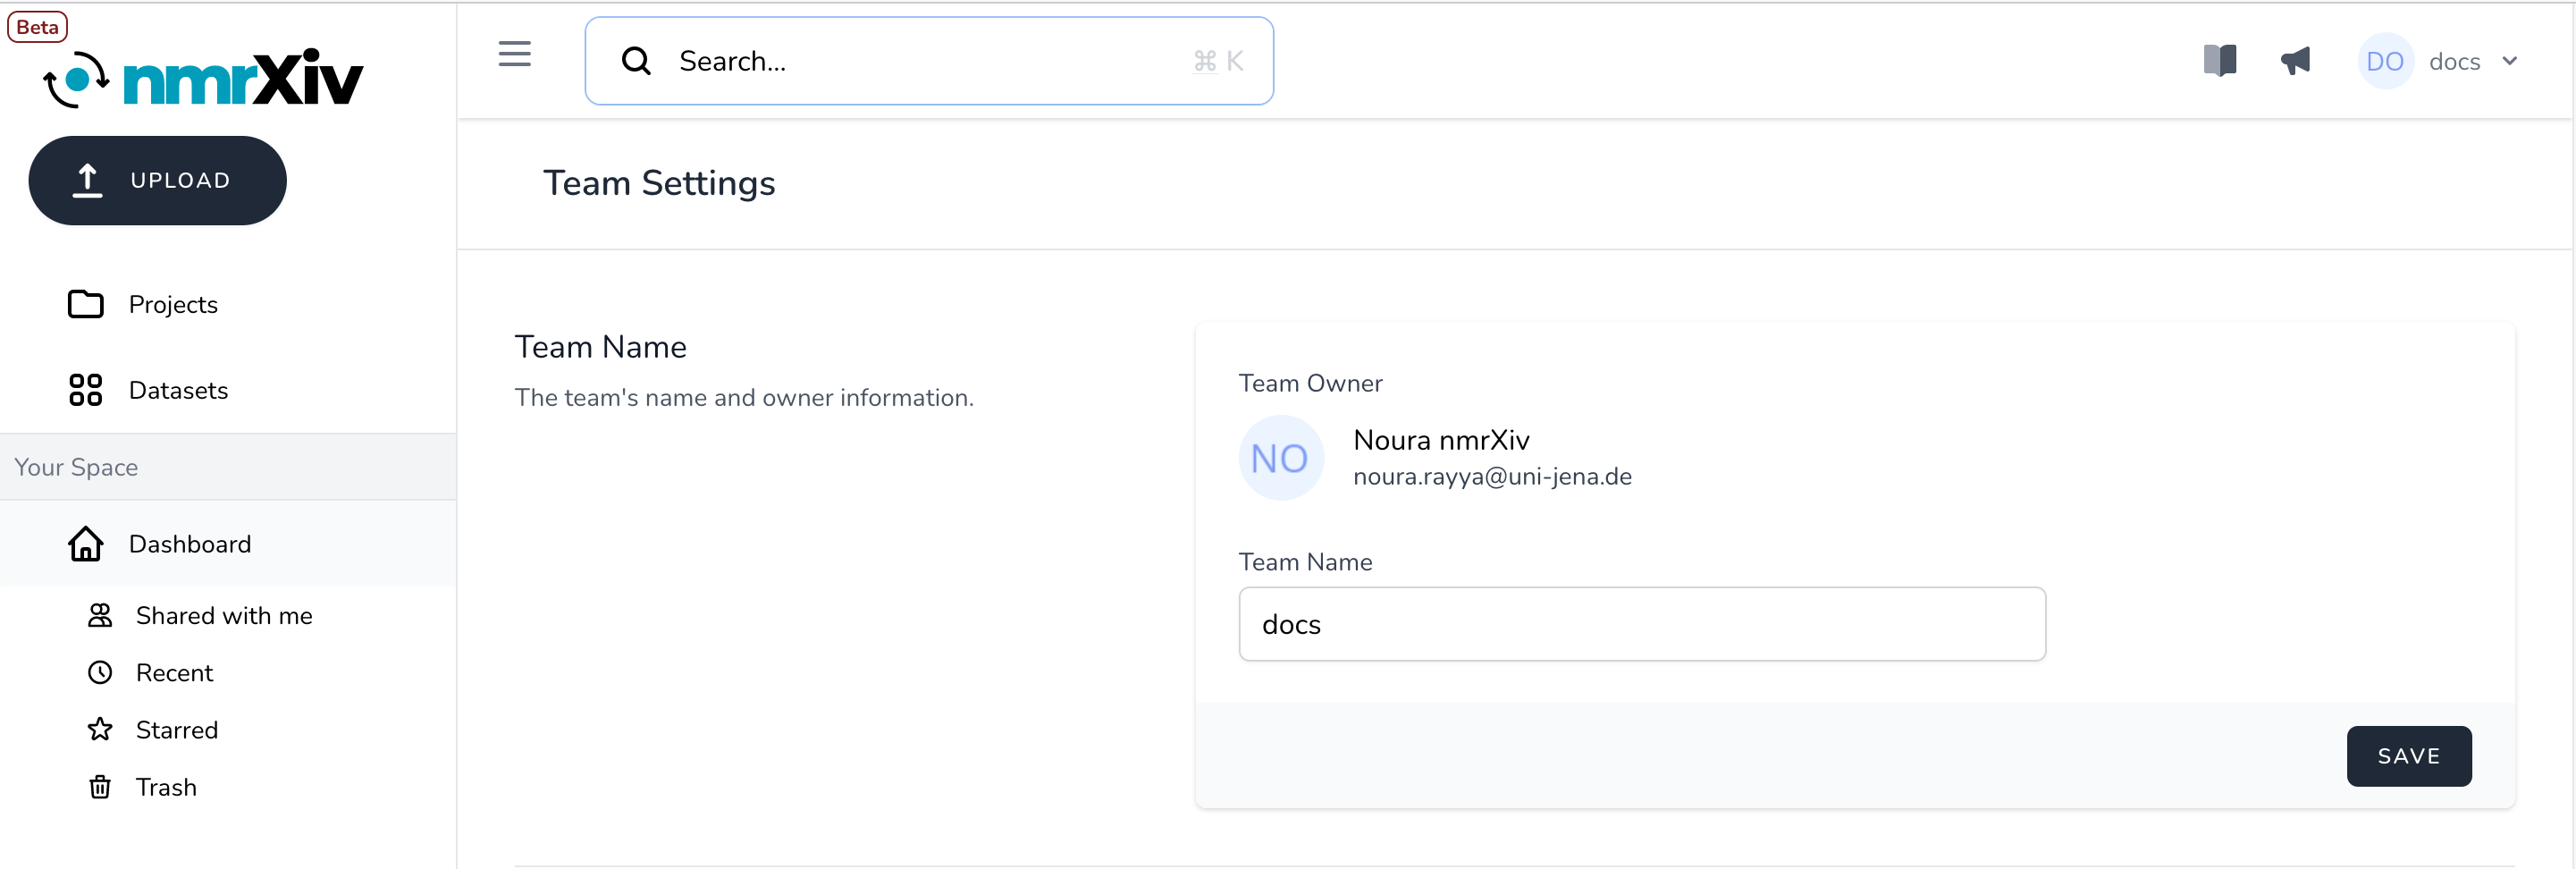 Beta
nmrXiv
UPLOAD
Projects
Datasets
Your Space
Dashboard
Shared with me
Recent
Starred
Trash
Search...
⌘ K
DO
docs
Team Settings
Team Name
The team's name and owner information.
Team Owner
NO
Noura nmrXiv
noura.rayya@uni-jena.de
Team Name
docs
SAVE